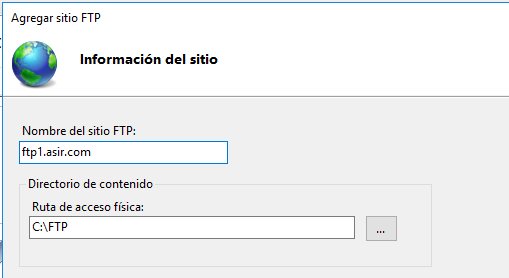 Agregar sitio FTP
Información del sitio
Nombre del sitio FTP:
ftp1.asir.com
Directorio de contenido
Ruta de acceso física:
C:\FTP
...